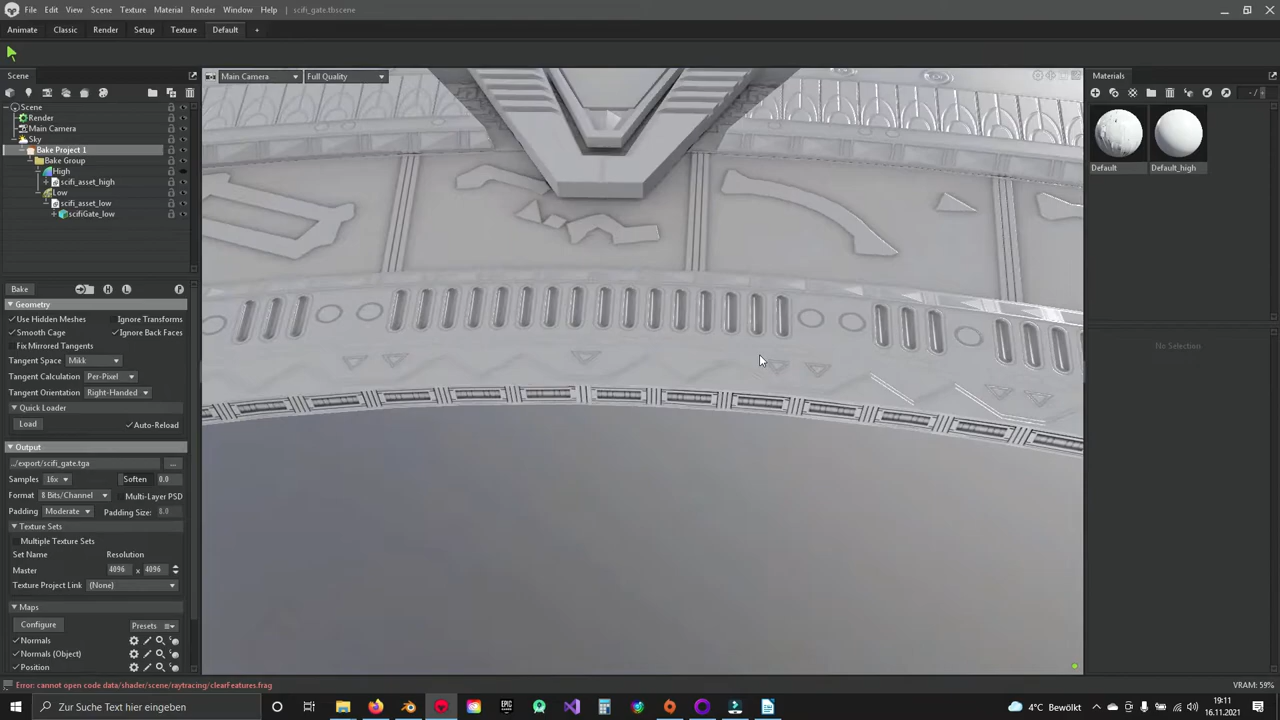 File Edit View Scene Texture Material Render Window Help scifi_gate.tbscene
Animate Classic Render Setup Texture Default +
Scene
Main Camera Full Quality
Materials
Scene
Render
Main Camera
Sky
Bake Project 1
Bake Group
High
scifi_asset_high
Low
scifi_asset_low
scifiGate_low
Default Default_high
Bake H L P
Geometry
Use Hidden Meshes Ignore Transforms
Smooth Cage Ignore Back Faces
Fix Mirrored Tangents
Tangent Space Mikk
Tangent Calculation Per-Pixel
Tangent Orientation Right-Handed
Quick Loader
Load Auto-Reload
Output
../export/scifi_gate.tga ...
Samples 16x Soften 0.0
Format 8 Bits/Channel Multi-Layer PSD
Padding Moderate Padding Size: 8.0
Texture Sets
Multiple Texture Sets
Set Name Resolution
Master 4096 x 4096
Texture Project Link (None)
Maps
Configure Presets
Normals
Normals (Object)
Position
No Selection
Error: cannot open code data/shader/scene/raytracing/clearFeatures.frag
VRAM: 59%
Zur Suche Text hier eingeben
4°C Bewölkt
19:11
16.11.2021